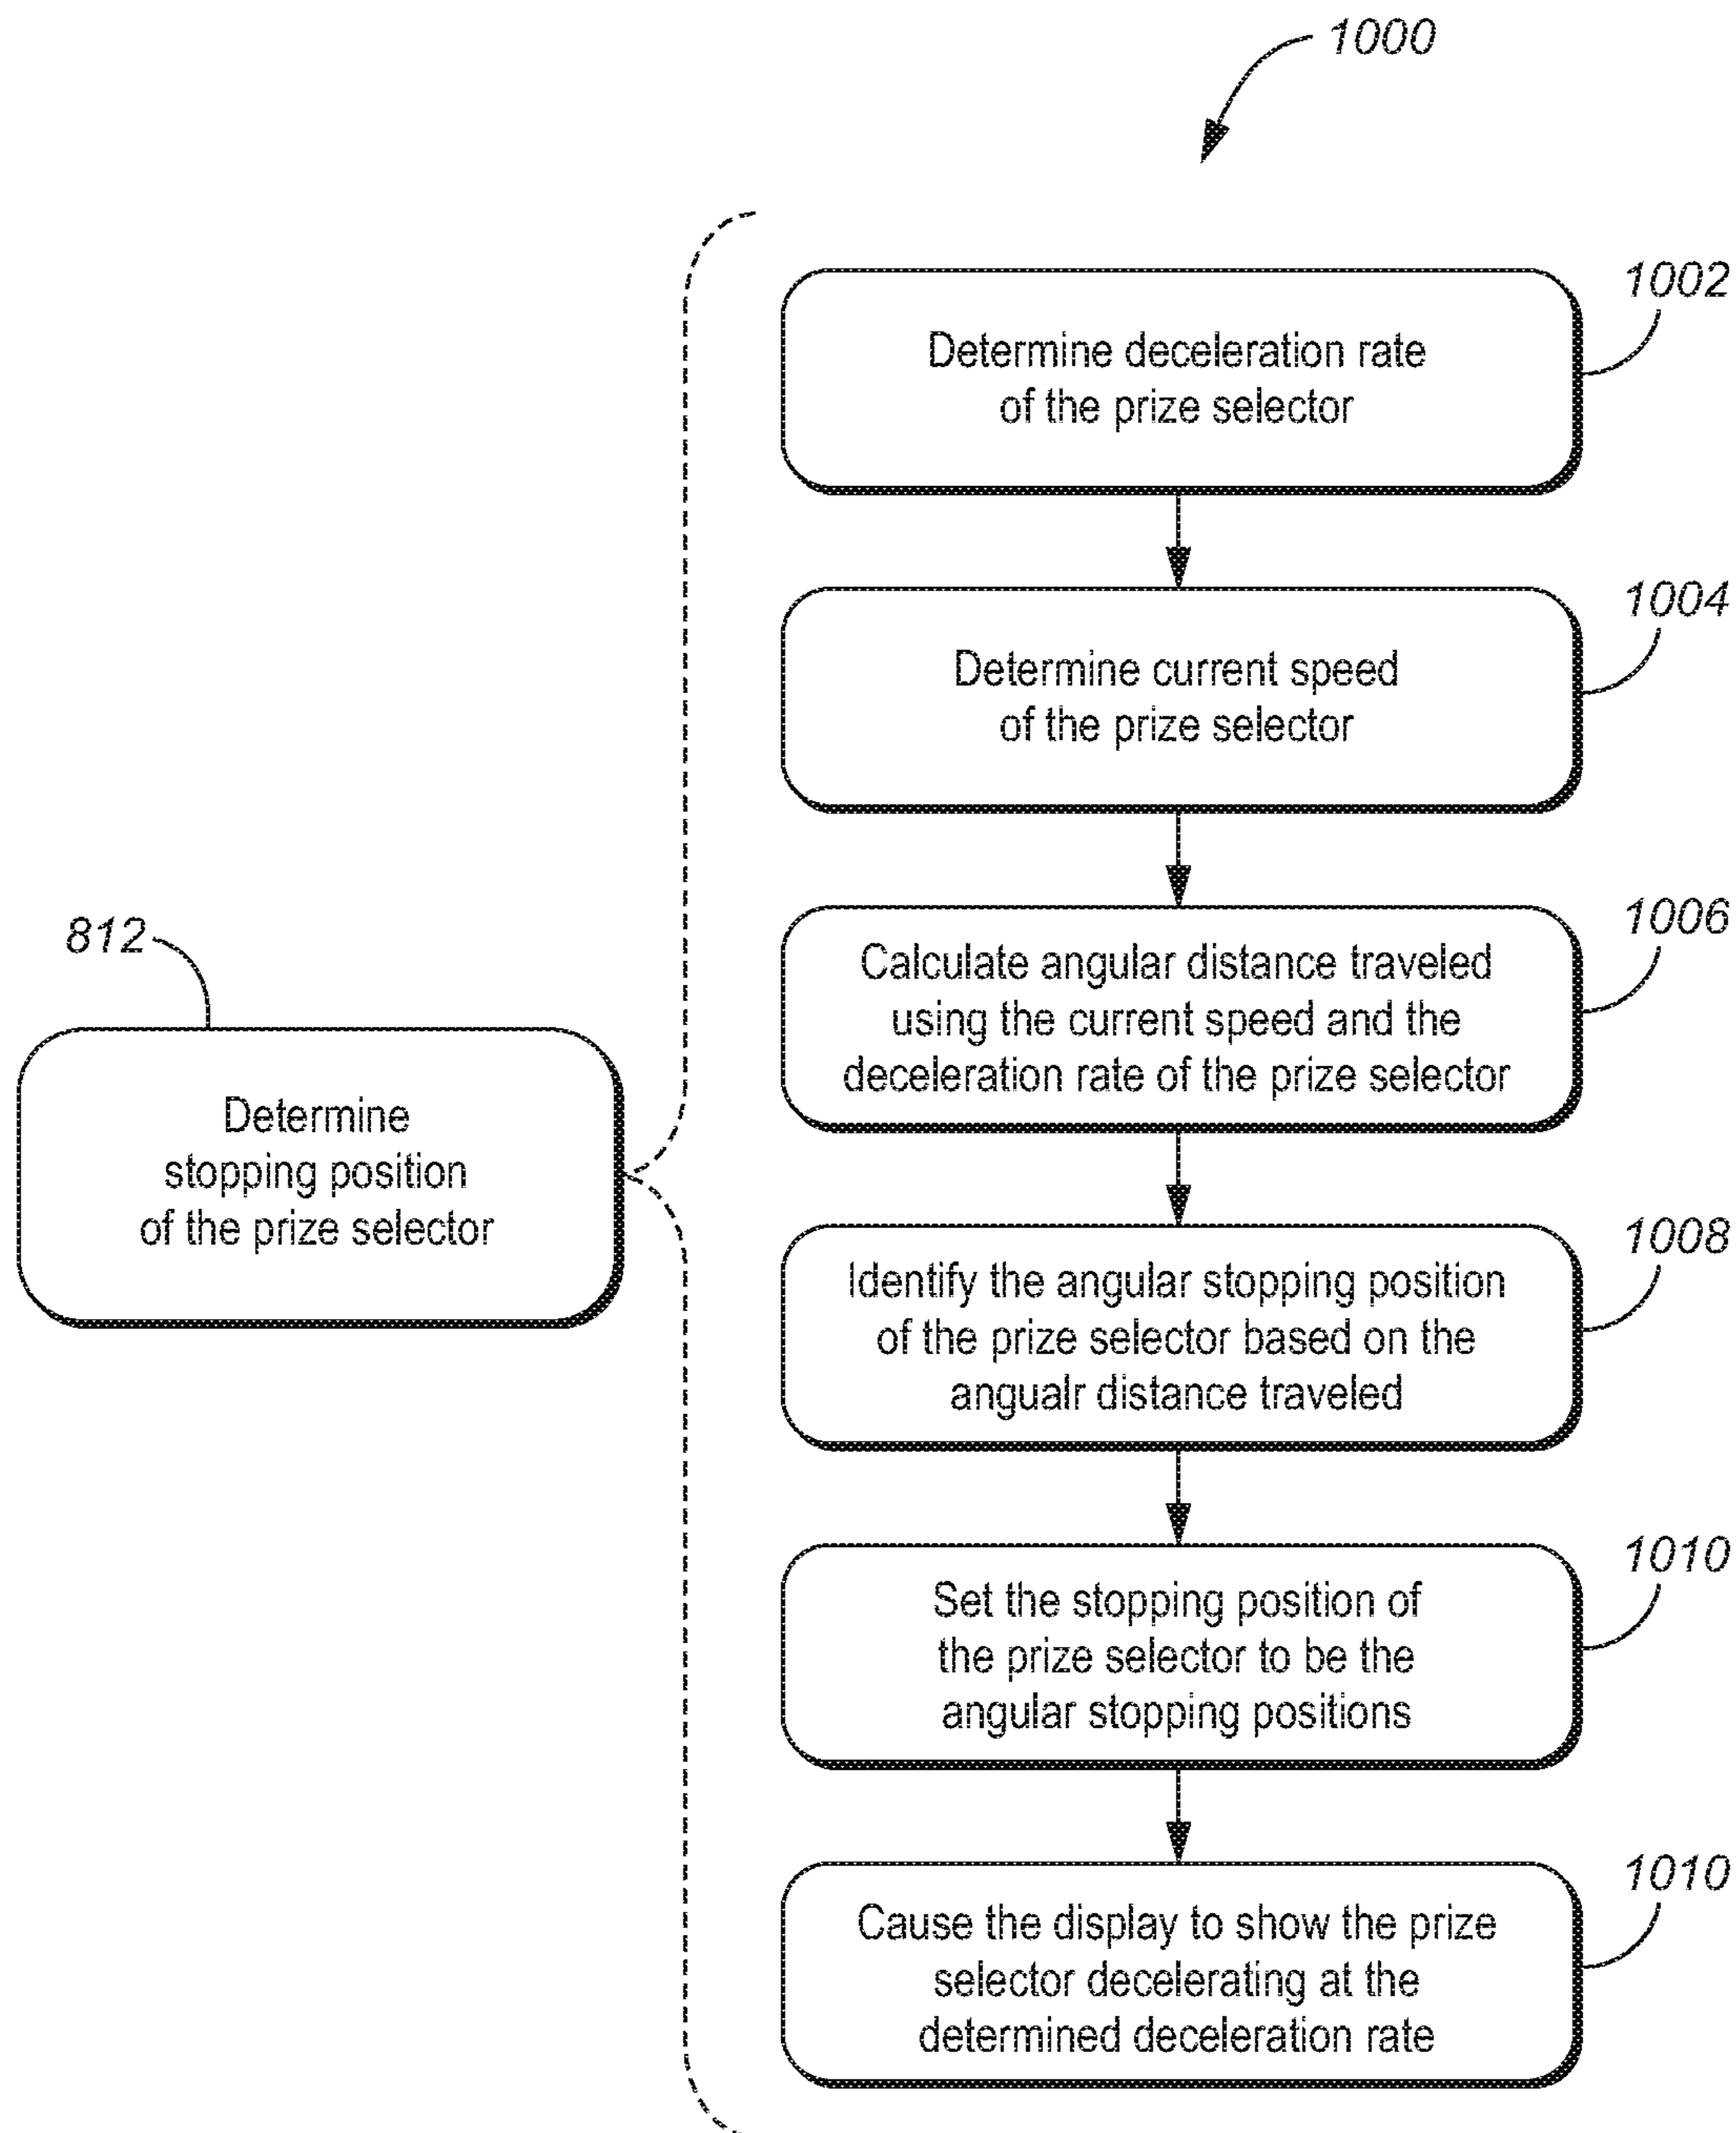 1000
1002
Determine deceleration rate
of the prize selector
1004
Determine current speed
of the prize selector
1006
Calculate angular distance traveled
using the current speed and the
deceleration rate of the prize selector
812
Determine
stopping position
of the prize selector
1008
Identify the angular stopping position
of the prize selector based on the
angualr distance traveled
1010
Set the stopping position of
the prize selector to be the
angular stopping positions
1010
Cause the display to show the prize
selector decelerating at the
determined deceleration rate